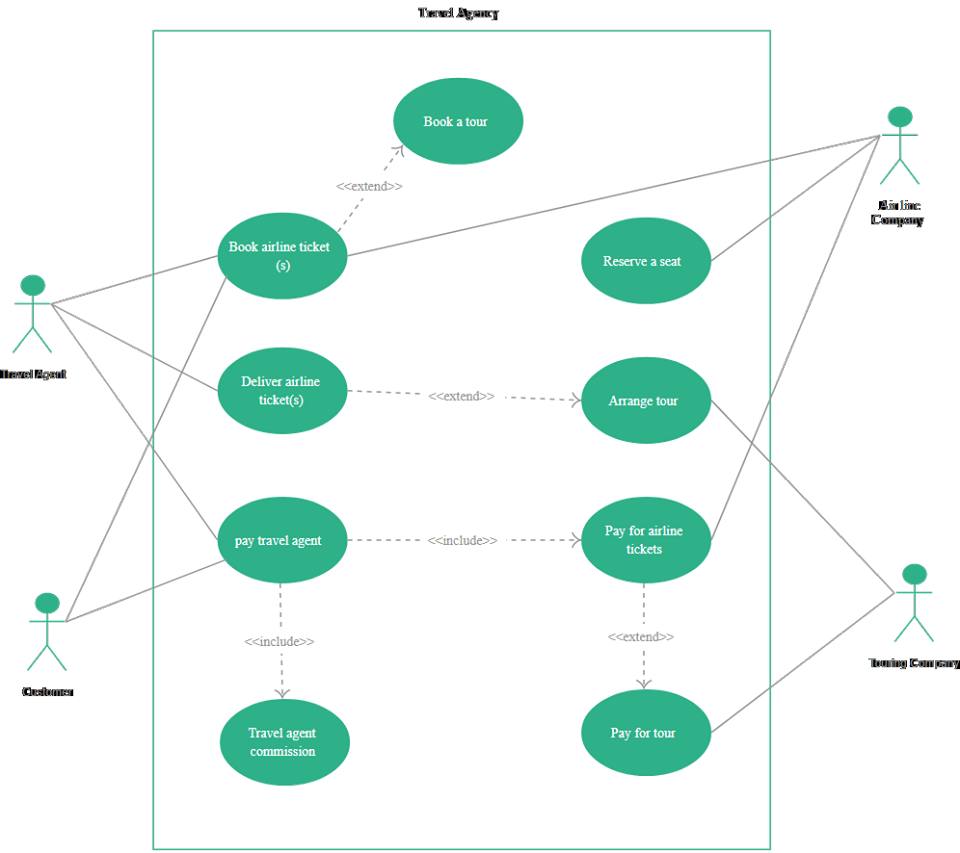 Travel Agency
Book a tour
<<extend>>
Airline
Company
Book airline ticket
(s)
Reserve a seat
Travel Agent
Deliver airline
ticket(s)
<<extend>>
Arrange tour
pay travel agent
<<include>>
Pay for airline
tickets
Customer
<<include>>
<<extend>>
Touring Company
Travel agent
commission
Pay for tour